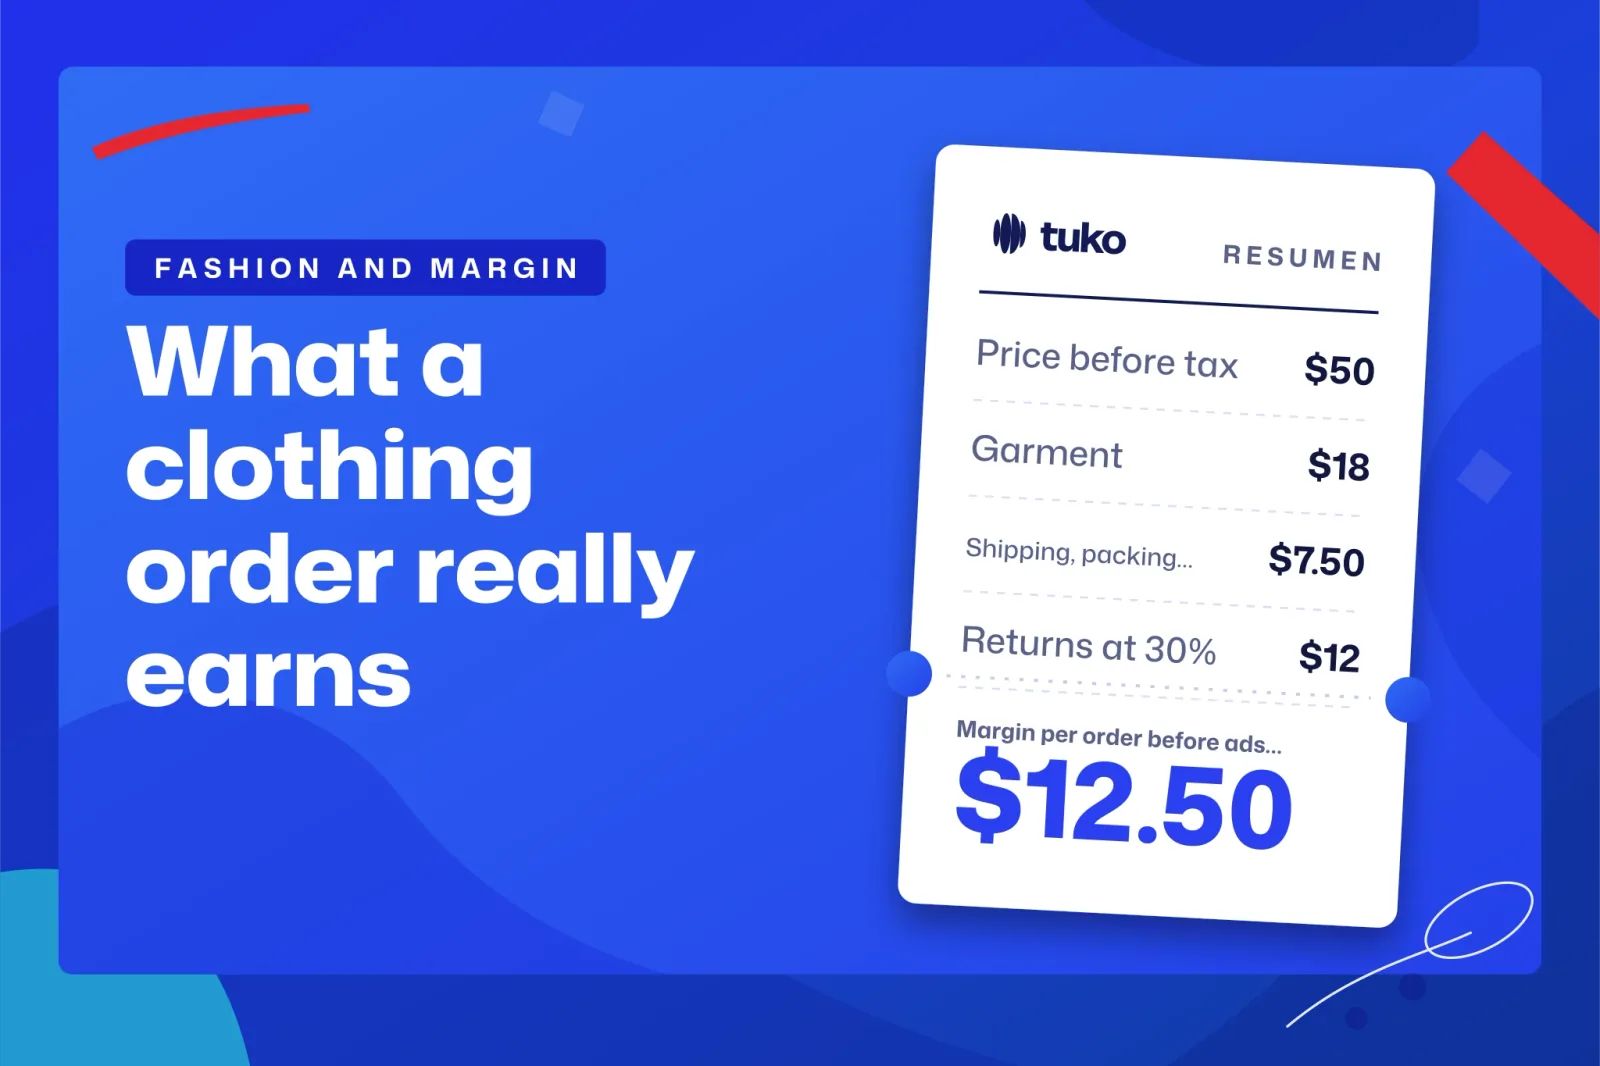 FASHION AND MARGIN
What a
clothing
order really
earns
tuko
RESUMEN
Price before tax $50
Garment $18
Shipping, packing... $7.50
Returns at 30% $12
Margin per order before ads...
$12.50